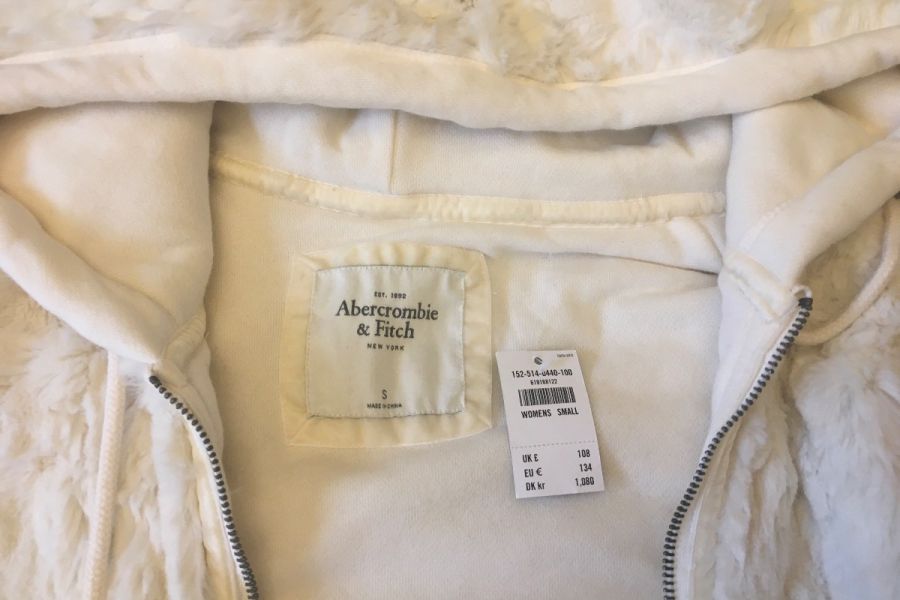 EST. 1892
Abercrombie
& Fitch
NEW YORK
S
MADE IN CHINA
152-514-0440-100
WOMENS SMALL
UK £ 108
EU € 134
DK kr 1,080